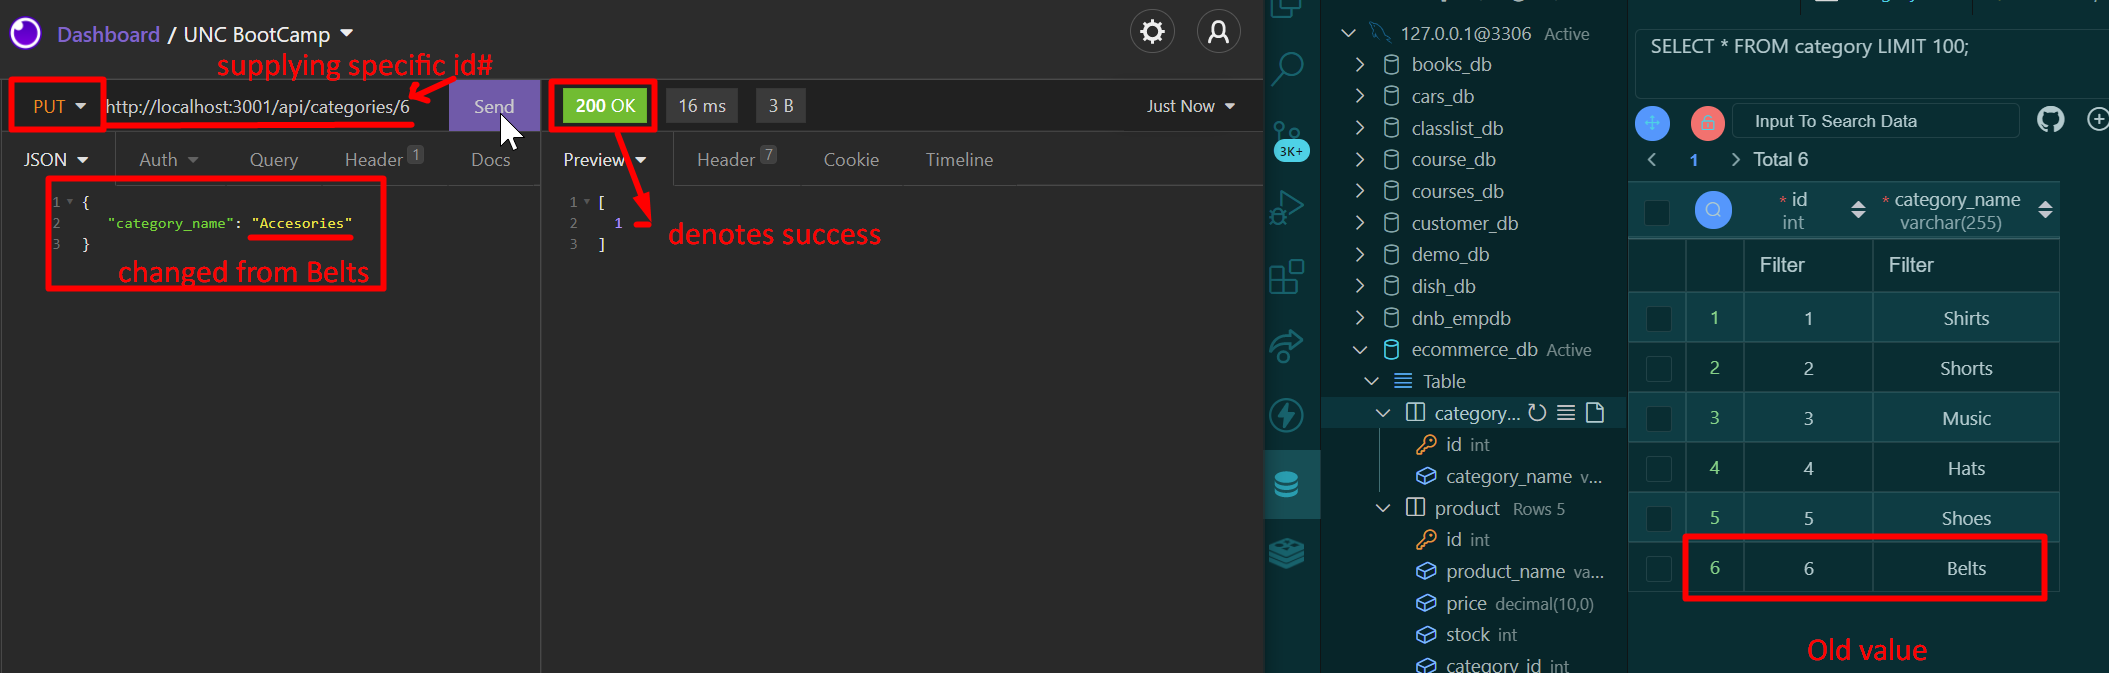 Dashboard / UNC BootCamp
supplying specific id#
PUT http://localhost:3001/api/categories/6 Send
JSON Auth Query Header 1 Docs
1 {
2 "category_name": "Accesories"
3 }
changed from Belts
200 OK 16 ms 3 B Just Now
Preview Header 7 Cookie Timeline
1 [
2 1
3 ]
denotes success
3K+
127.0.0.1@3306 Active
books_db
cars_db
classlist_db
course_db
courses_db
customer_db
demo_db
dish_db
dnb_empdb
ecommerce_db Active
Table
category...
id int
category_name v...
product Rows 5
id int
product_name va...
price decimal(10,0)
stock int
category_id int
SELECT * FROM category LIMIT 100;
Input To Search Data
1 Total 6
* id * category_name
int varchar(255)
Filter Filter
1 1 Shirts
2 2 Shorts
3 3 Music
4 4 Hats
5 5 Shoes
6 6 Belts
Old value